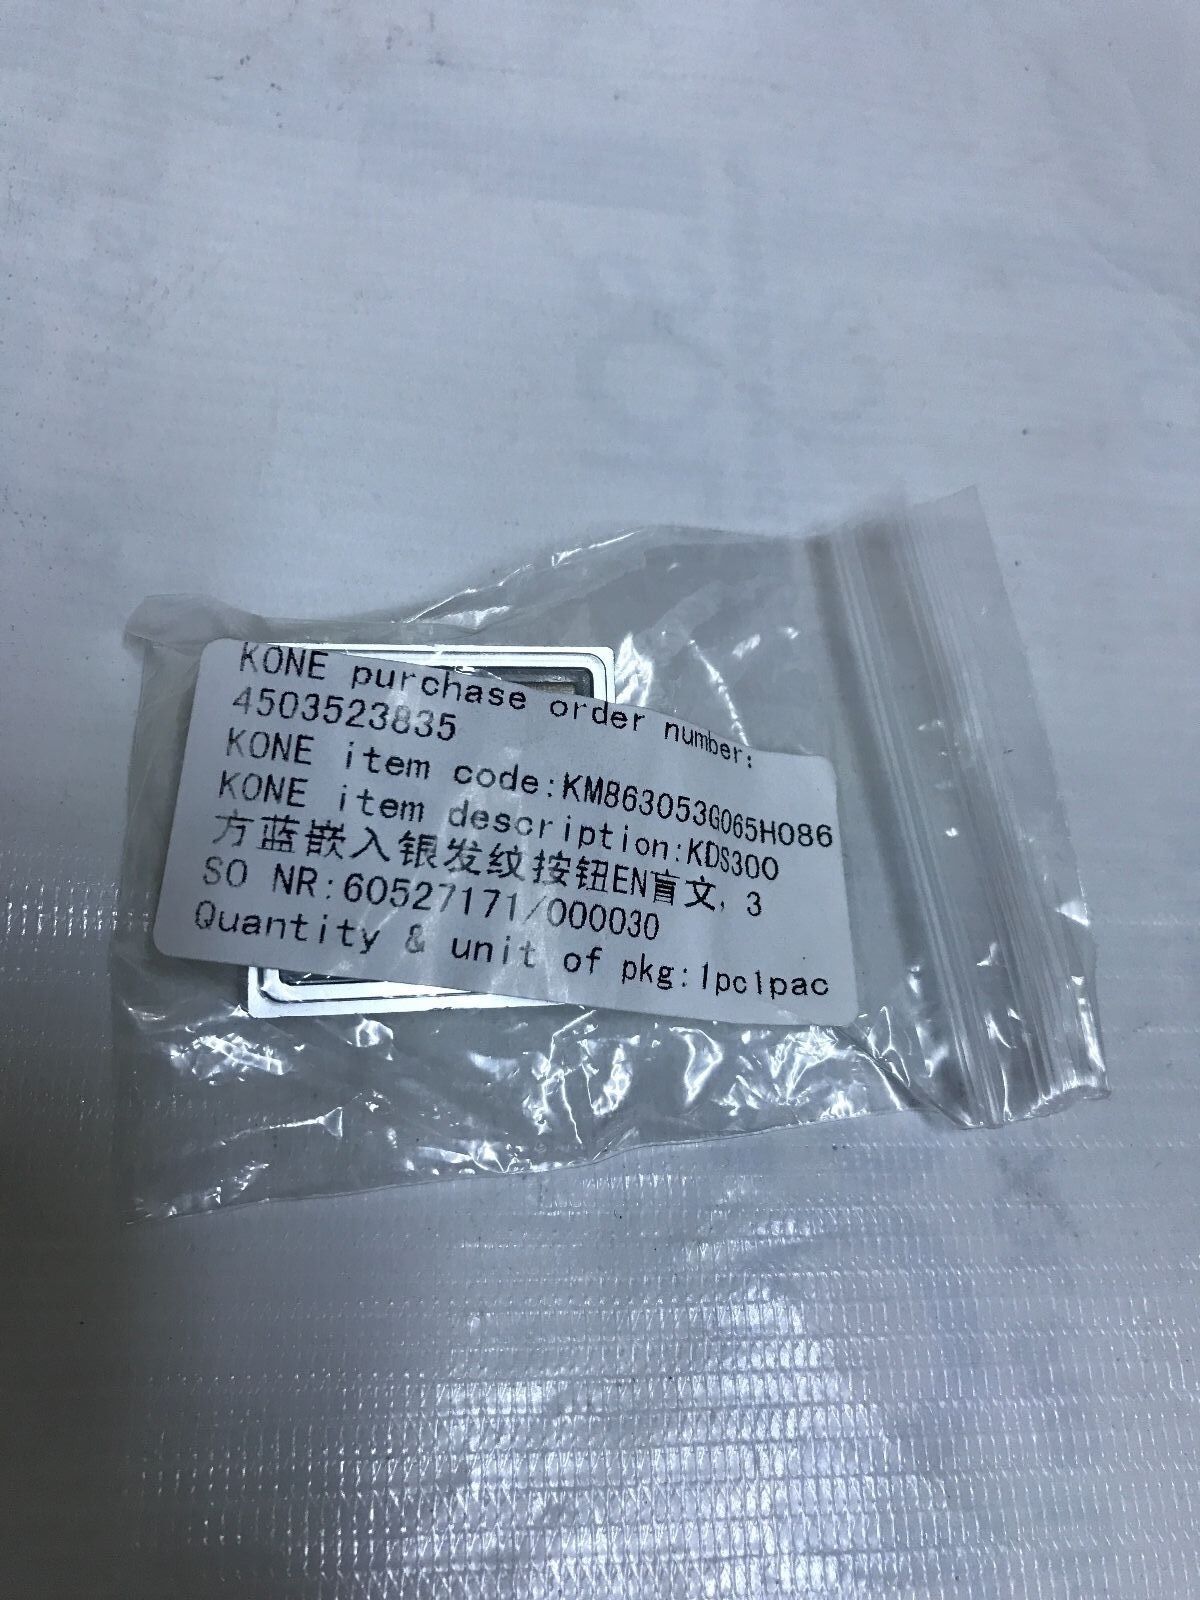 KONE purchase order number:
4503523835
KONE item code:KM863053G065H086
KONE item description:KDS300
方蓝嵌入银发纹按钮EN盲文, 3
SO NR:60527171/000030
Quantity & unit of pkg:1pc1pac